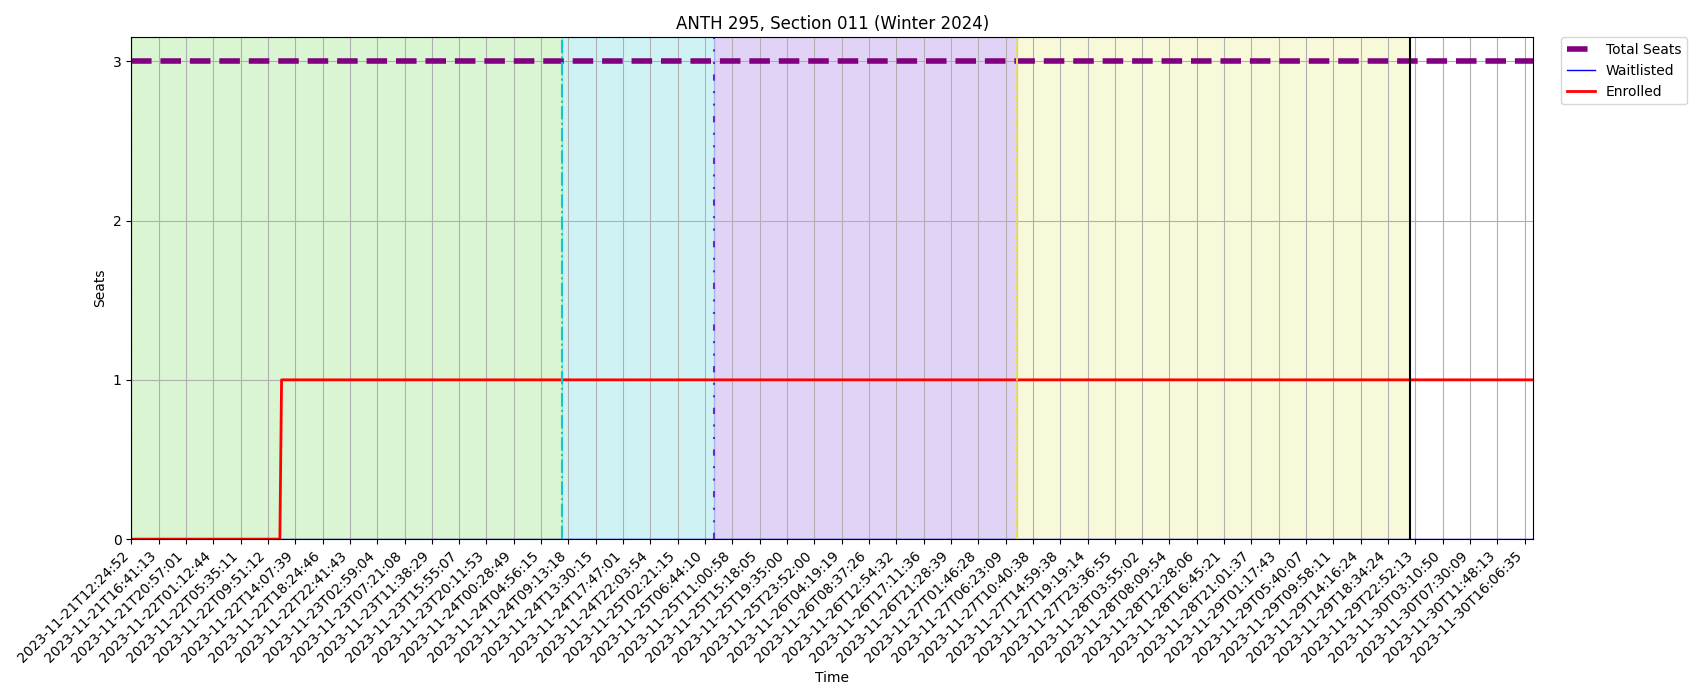 ANTH 295, Section 011 (Winter 2024)
Total Seats
Waitlisted
Enrolled
Seats
3
2
1
0
2023-11-21T12:24:52
2023-11-21T16:41:13
2023-11-21T20:57:01
2023-11-22T01:12:44
2023-11-22T05:35:11
2023-11-22T09:51:12
2023-11-22T14:07:39
2023-11-22T18:24:46
2023-11-22T22:41:43
2023-11-23T02:59:04
2023-11-23T07:21:08
2023-11-23T11:38:29
2023-11-23T15:55:07
2023-11-23T20:11:53
2023-11-24T00:28:49
2023-11-24T04:56:15
2023-11-24T09:13:18
2023-11-24T13:30:15
2023-11-24T17:47:01
2023-11-24T22:03:54
2023-11-25T02:21:15
2023-11-25T06:44:10
2023-11-25T11:00:58
2023-11-25T15:18:05
2023-11-25T19:35:00
2023-11-25T23:52:00
2023-11-26T04:19:19
2023-11-26T08:37:26
2023-11-26T12:54:32
2023-11-26T17:11:36
2023-11-26T21:28:39
2023-11-27T01:46:28
2023-11-27T06:23:09
2023-11-27T10:40:38
2023-11-27T14:59:38
2023-11-27T19:19:14
2023-11-27T23:36:55
2023-11-28T03:55:02
2023-11-28T08:09:54
2023-11-28T12:28:06
2023-11-28T16:45:21
2023-11-28T21:01:37
2023-11-29T01:17:43
2023-11-29T05:40:07
2023-11-29T09:58:11
2023-11-29T14:16:24
2023-11-29T18:34:24
2023-11-29T22:52:13
2023-11-30T03:10:50
2023-11-30T07:30:09
2023-11-30T11:48:13
2023-11-30T16:06:35
Time